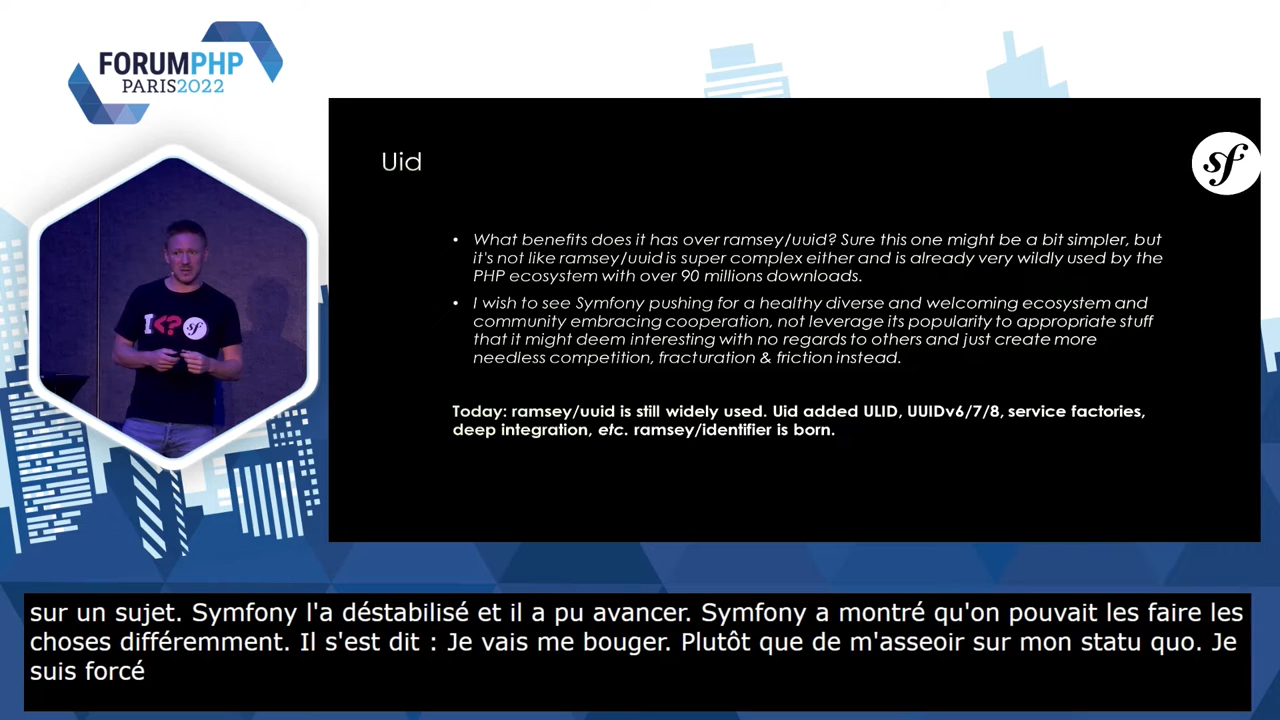 FORUMPHP
PARIS2022
sf
Uid
• What benefits does it has over ramsey/uuid? Sure this one might be a bit simpler, but
it's not like ramsey/uuid is super complex either and is already very wildly used by the
PHP ecosystem with over 90 millions downloads.
• I wish to see Symfony pushing for a healthy diverse and welcoming ecosystem and
community embracing cooperation, not leverage its popularity to appropriate stuff
that it might deem interesting with no regards to others and just create more
needless competition, fracturation & friction instead.
I<? sf
Today: ramsey/uuid is still widely used. Uid added ULID, UUIDv6/7/8, service factories,
deep integration, etc. ramsey/identifier is born.
sur un sujet. Symfony l'a déstabilisé et il a pu avancer. Symfony a montré qu'on pouvait les faire les
choses différemment. Il s'est dit : Je vais me bouger. Plutôt que de m'asseoir sur mon statu quo. Je
suis forcé